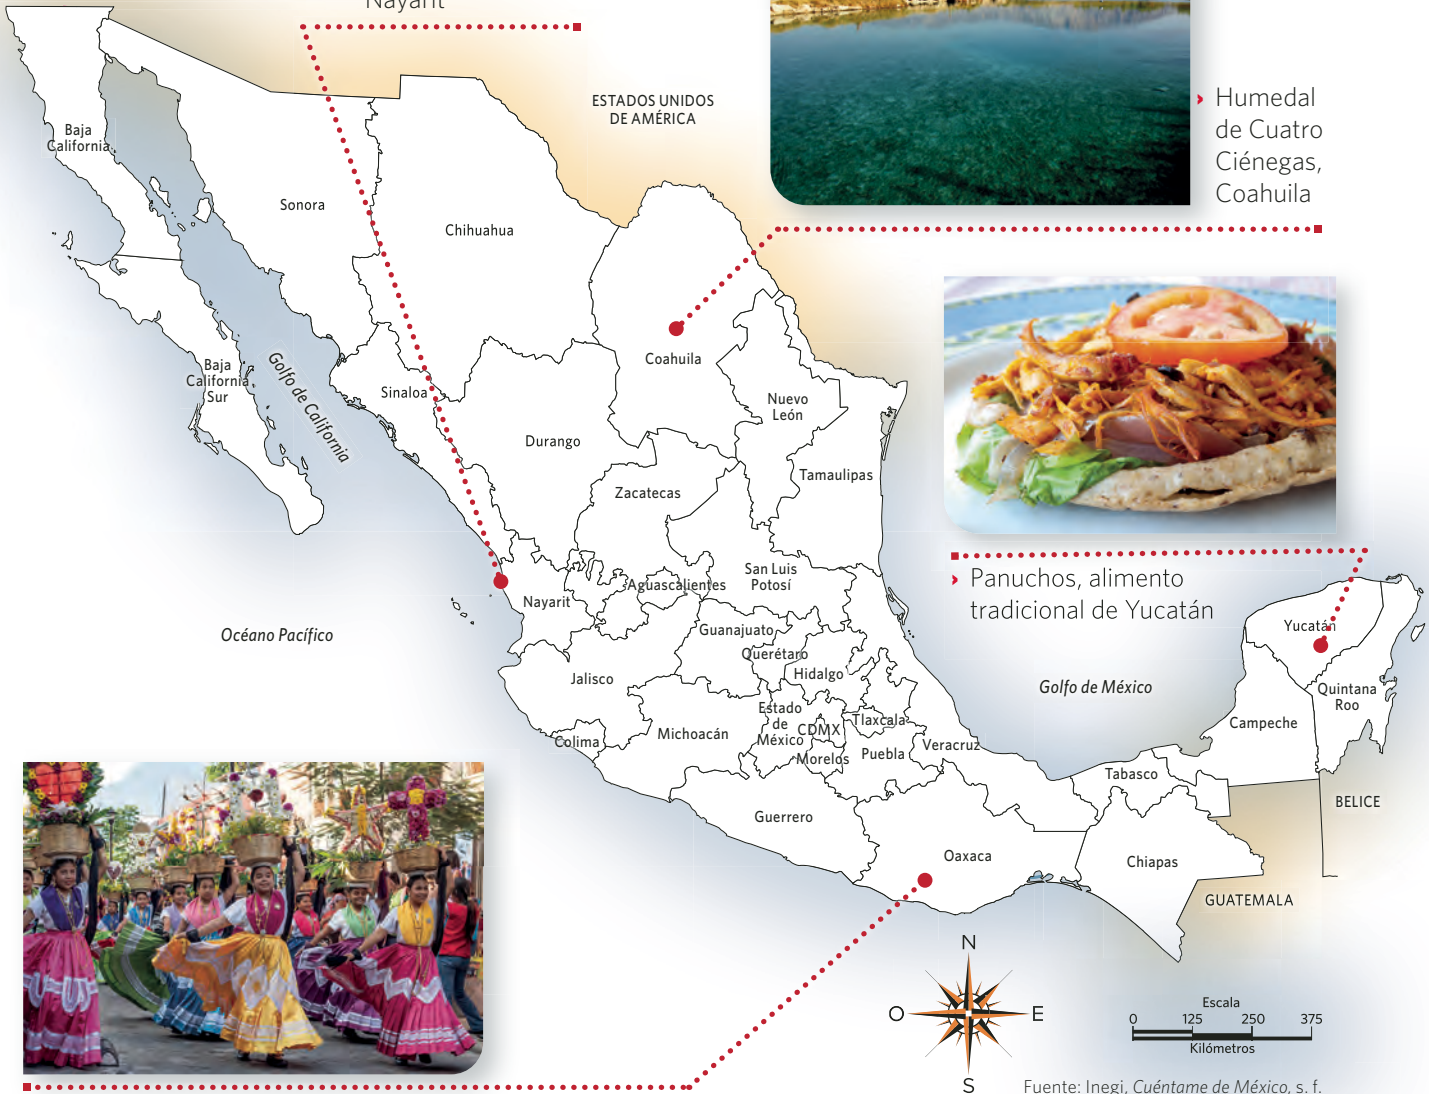 Nayarit
ESTADOS UNIDOS
DE AMÉRICA
› Humedal
de Cuatro
Ciénegas,
Coahuila
Baja
California
Sonora
Chihuahua
Coahuila
Baja
California
Sur
Golfo de California
Sinaloa
Durango
Nuevo
León
Tamaulipas
Zacatecas
San Luis
Potosí
Aguascalientes
Nayarit
› Panuchos, alimento
tradicional de Yucatán
Océano Pacífico
Guanajuato
Querétaro
Hidalgo
Jalisco
Golfo de México
Yucatán
Quintana
Roo
Campeche
Estado
de
México
CDMX
Tlaxcala
Michoacán
Colima
Morelos
Puebla
Veracruz
Tabasco
BELICE
Guerrero
Oaxaca
Chiapas
GUATEMALA
N
O
E
S
Escala
0 125 250 375
Kilómetros
Fuente: Inegi, Cuéntame de México, s. f.